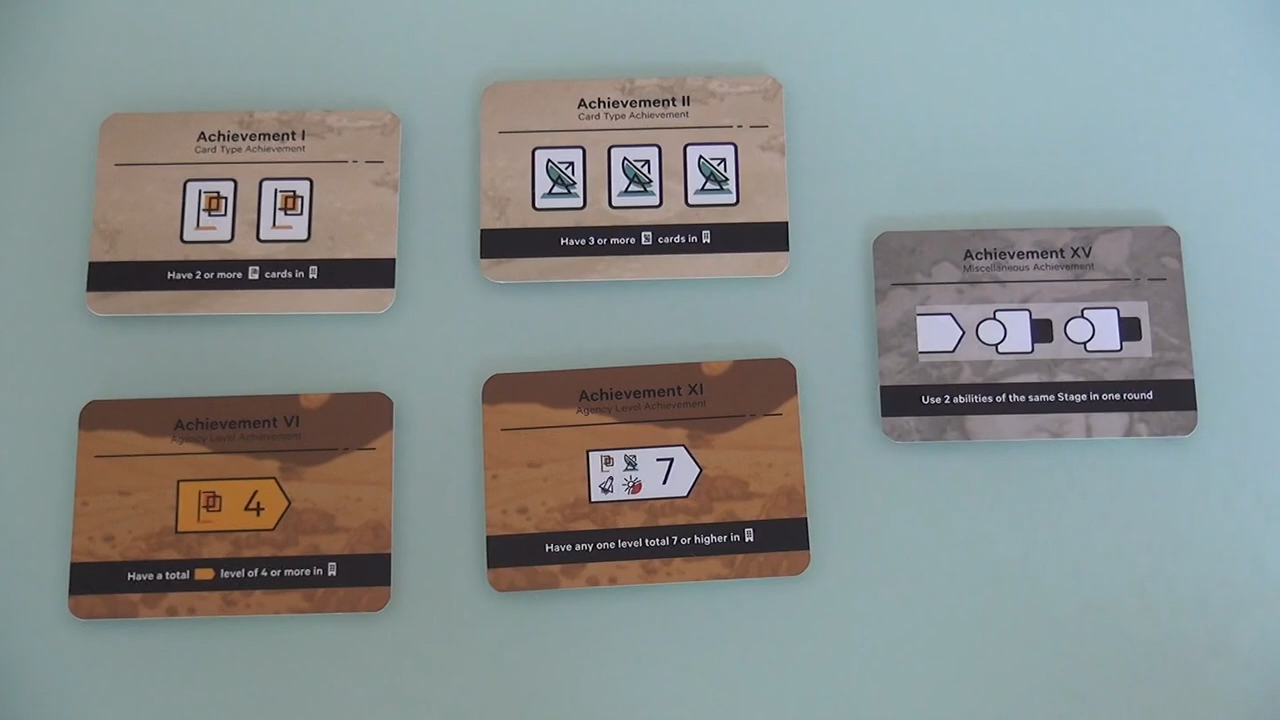 Achievement I
Card Type Achievement
Have 2 or more cards in
Achievement II
Card Type Achievement
Have 3 or more cards in
Achievement XV
Miscellaneous Achievement
Use 2 abilities of the same Stage in one round
Achievement VI
Agency Level Achievement
4
Have a total level of 4 or more in
Achievement XI
Agency Level Achievement
7
Have any one level total 7 or higher in